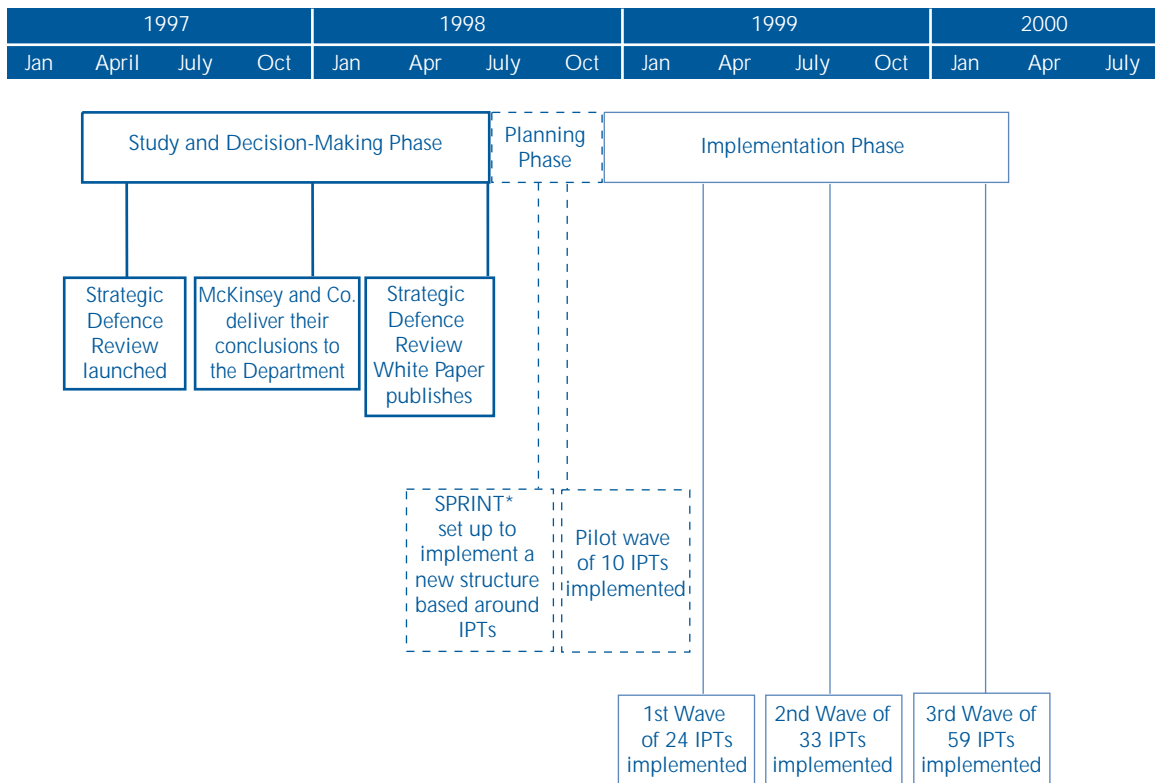 1997 1998 1999 2000
Jan April July Oct Jan Apr July Oct Jan Apr July Oct Jan Apr July
Study and Decision-Making Phase
Planning
Phase
Implementation Phase
Strategic
Defence
Review
launched
McKinsey and Co.
deliver their
conclusions to
the Department
Strategic
Defence
Review
White Paper
publishes
SPRINT*
set up to
implement a
new structure
based around
IPTs
Pilot wave
of 10 IPTs
implemented
1st Wave
of 24 IPTs
implemented
2nd Wave of
33 IPTs
implemented
3rd Wave of
59 IPTs
implemented